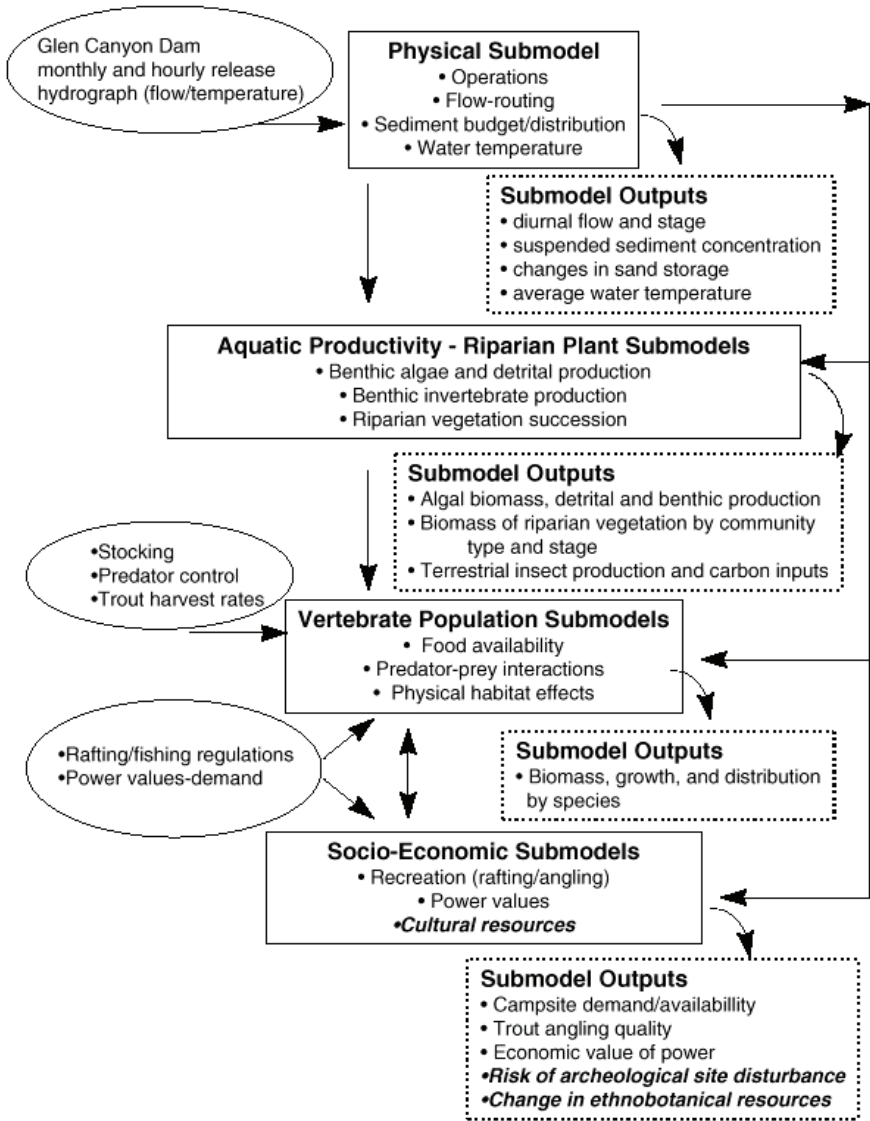 Glen Canyon Dam
monthly and hourly release
hydrograph (flow/temperature)
Physical Submodel
• Operations
• Flow-routing
• Sediment budget/distribution
• Water temperature
Submodel Outputs
• diurnal flow and stage
• suspended sediment concentration
• changes in sand storage
• average water temperature
Aquatic Productivity - Riparian Plant Submodels
• Benthic algae and detrital production
• Benthic invertebrate production
• Riparian vegetation succession
Submodel Outputs
• Algal biomass, detrital and benthic production
• Biomass of riparian vegetation by community
type and stage
• Terrestrial insect production and carbon inputs
•Stocking
•Predator control
•Trout harvest rates
Vertebrate Population Submodels
• Food availability
• Predator-prey interactions
• Physical habitat effects
•Rafting/fishing regulations
•Power values-demand
Submodel Outputs
• Biomass, growth, and distribution
by species
Socio-Economic Submodels
• Recreation (rafting/angling)
• Power values
•Cultural resources
Submodel Outputs
• Campsite demand/availabillity
• Trout angling quality
• Economic value of power
•Risk of archeological site disturbance
•Change in ethnobotanical resources